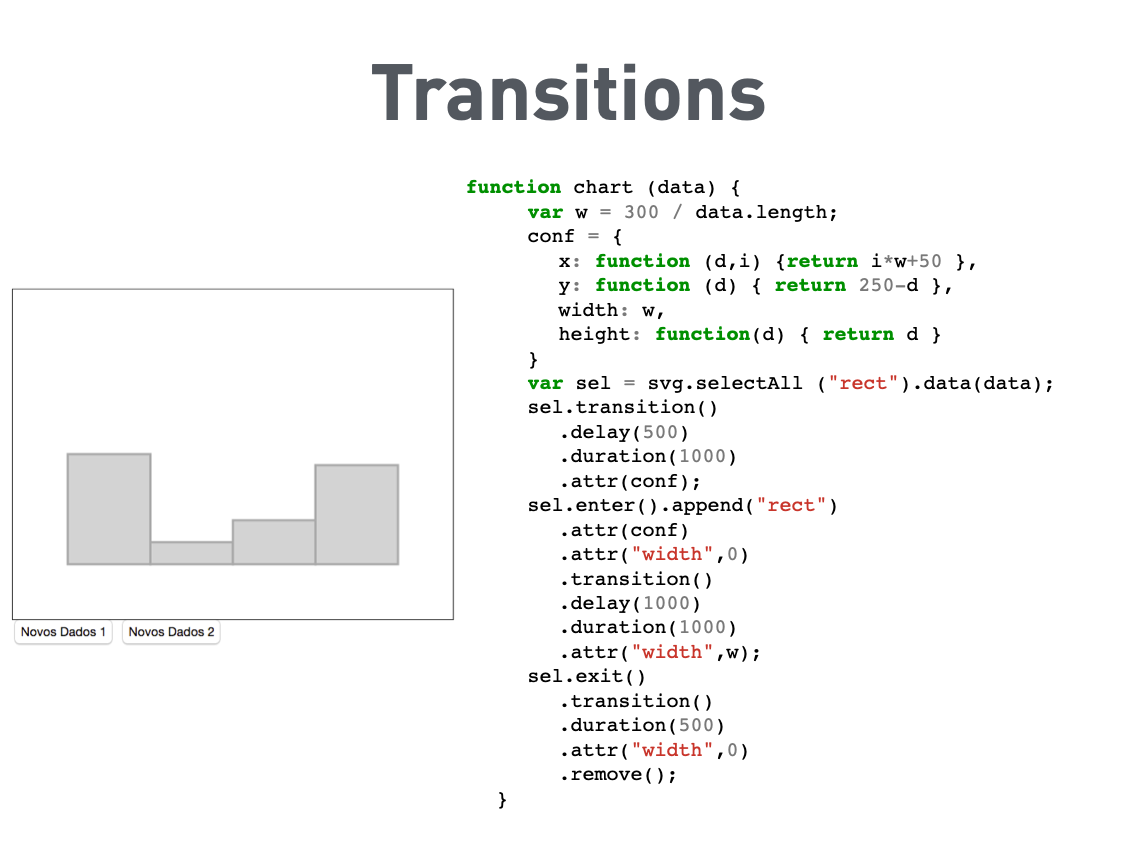 Transitions
function chart (data) {
var w = 300 / data.length;
conf = {
x: function (d,i) {return i*w+50 },
y: function (d) { return 250-d },
width: w,
height: function(d) { return d }
}
var sel = svg.selectAll ("rect").data(data);
sel.transition()
.delay(500)
.duration(1000)
.attr(conf);
sel.enter().append("rect")
.attr(conf)
.attr("width",0)
.transition()
.delay(1000)
.duration(1000)
.attr("width",w);
sel.exit()
.transition()
.duration(500)
.attr("width",0)
.remove();
}
Novos Dados 1 Novos Dados 2